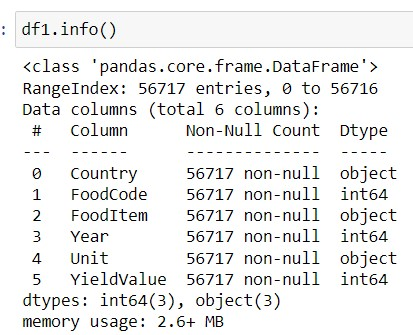 : df1.info()
<class 'pandas.core.frame.DataFrame'>
RangeIndex: 56717 entries, 0 to 56716
Data columns (total 6 columns):
 #   Column      Non-Null Count  Dtype
---  ------      --------------  -----
 0   Country     56717 non-null  object
 1   FoodCode    56717 non-null  int64
 2   FoodItem    56717 non-null  object
 3   Year        56717 non-null  int64
 4   Unit        56717 non-null  object
 5   YieldValue  56717 non-null  int64
dtypes: int64(3), object(3)
memory usage: 2.6+ MB